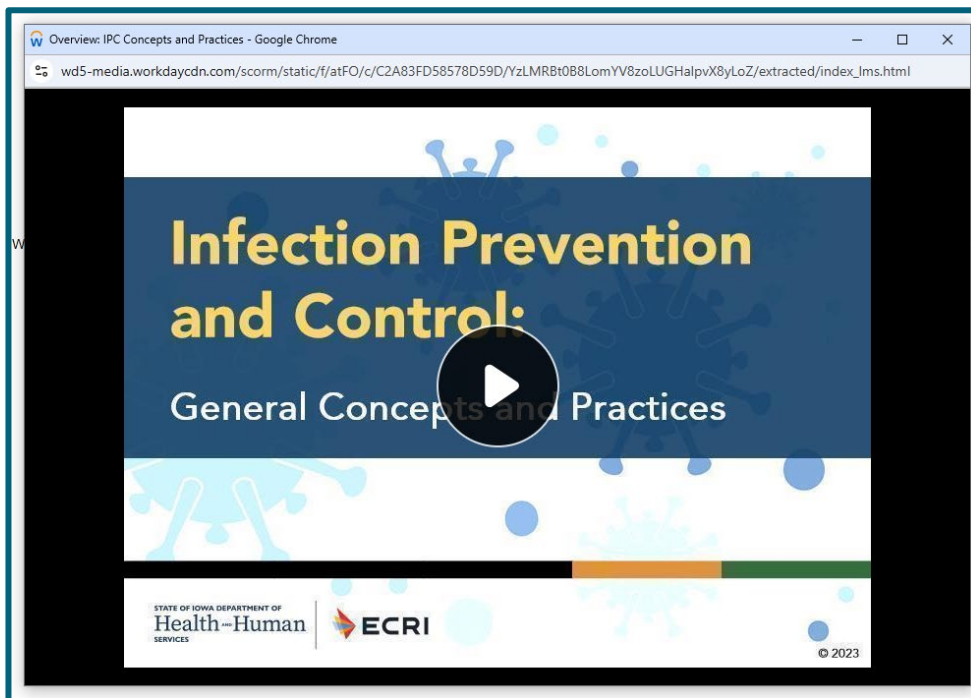 Overview: IPC Concepts and Practices - Google Chrome
wd5-media.workdaycdn.com/scorm/static/f/atFO/c/C2A83FD58578D59D/YzLMRBt0B8LomYV8zoLUGHalpvX8yLoZ/extracted/index_lms.html
W
Infection Prevention
and Control:
General Concepts and Practices
STATE OF IOWA DEPARTMENT OF
Health AND Human
SERVICES
ECRI
© 2023